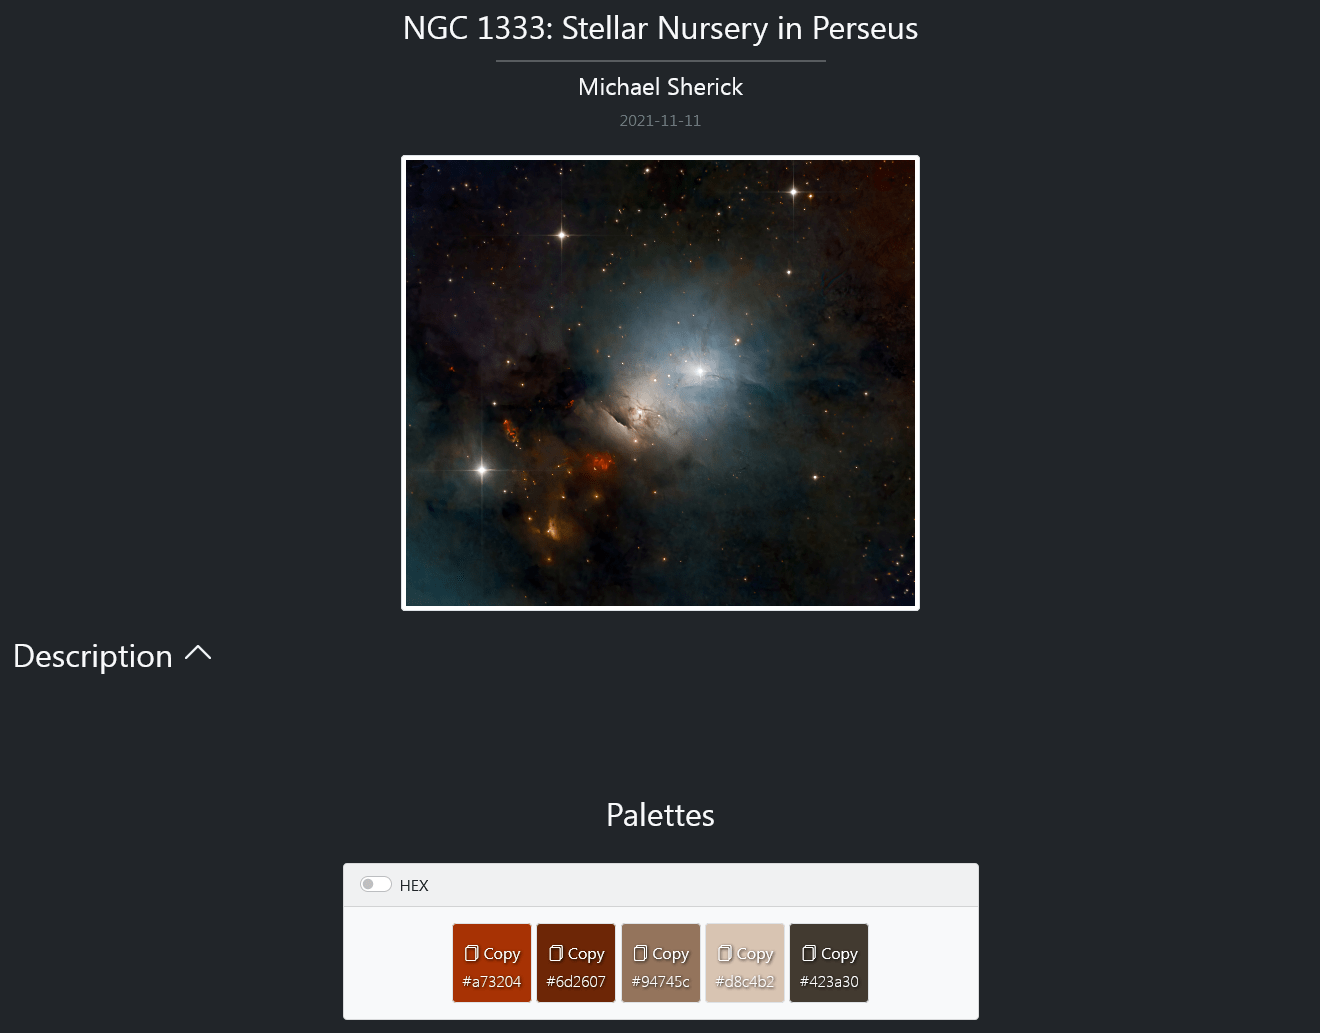 NGC 1333: Stellar Nursery in Perseus
Michael Sherick
2021-11-11
Description
Palettes
HEX
Copy Copy Copy Copy Copy
#a73204 #6d2607 #94745c #d8c4b2 #423a30